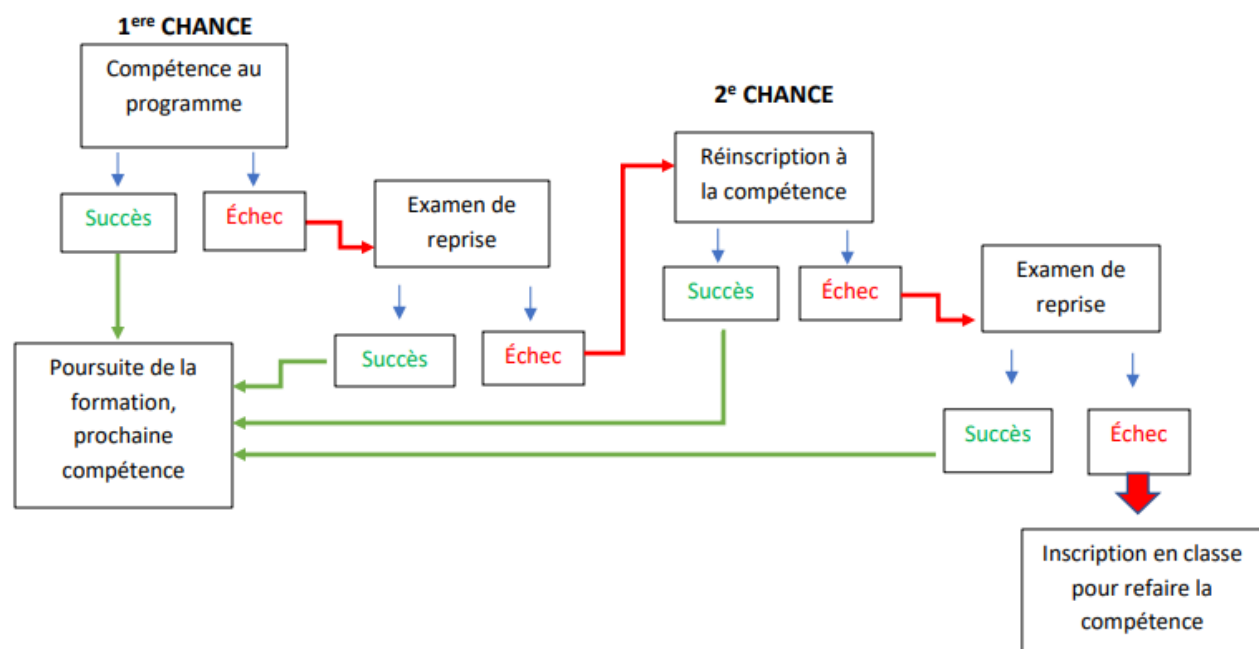 1ere CHANCE
Compétence au
programme
Succès
Échec
Examen de
reprise
Succès
Échec
Poursuite de la
formation,
prochaine
compétence
2e CHANCE
Réinscription à
la compétence
Succès
Échec
Examen de
reprise
Succès
Échec
Inscription en classe
pour refaire la
compétence